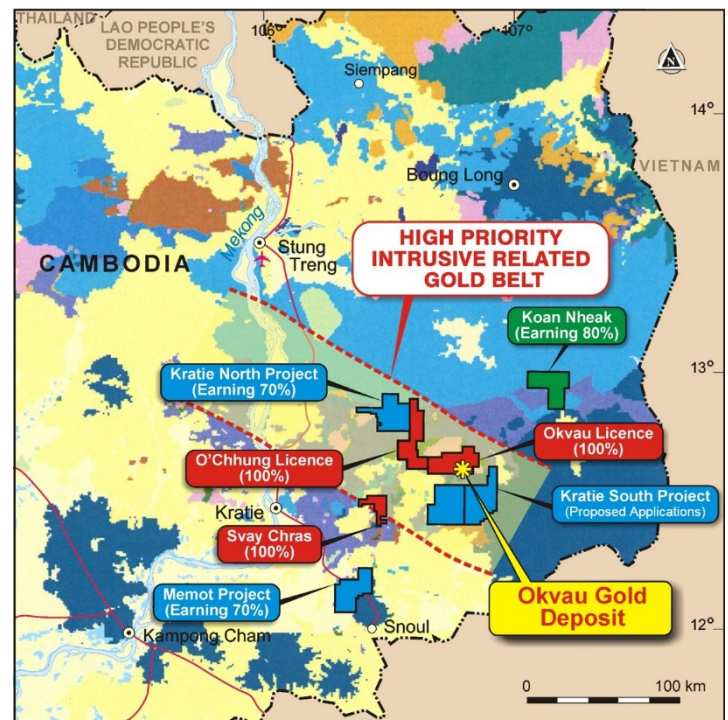 THAILAND
LAO PEOPLE'S
DEMOCRATIC
REPUBLIC
106°
107°
Siempang
N
14°
VIETNAM
Boung Long
Mekong
Stung
Treng
CAMBODIA
HIGH PRIORITY
INTRUSIVE RELATED
GOLD BELT
Koan Nheak
(Earning 80%)
13°
Kratie North Project
(Earning 70%)
O'Chhung Licence
(100%)
Okvau Licence
(100%)
Kratie
Kratie South Project
(Proposed Applications)
Svay Chras
(100%)
Memot Project
(Earning 70%)
Okvau Gold
Deposit
12°
Kampong Cham
Snoul
0
100 km